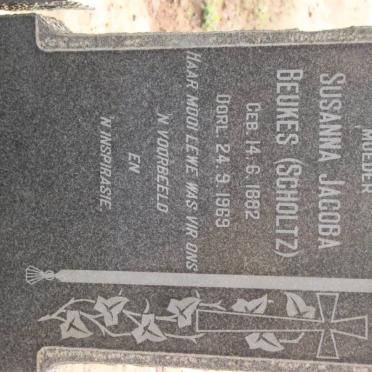 MOEDER
SUSANNA JACOBA
BEUKES (SCHOLTZ)
GEB. 14.6.1882
OORL. 24.9.1969
HAAR MOOI LEWE WAS VIR ONS
'N VOORBEELD
EN
'N INSPIRASIE.